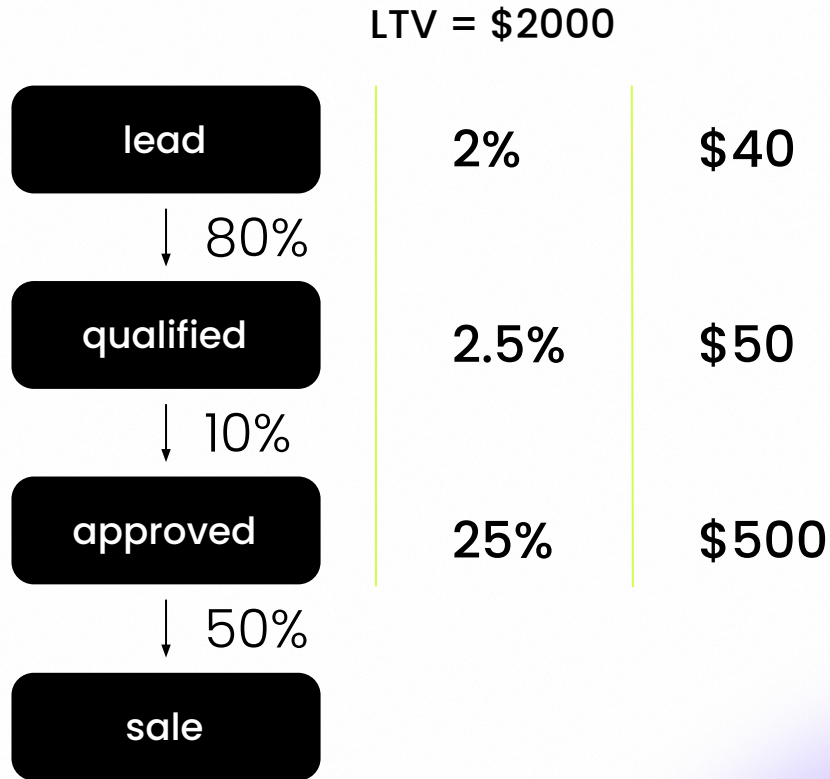 LTV = $2000
lead 2% $40
80%
qualified 2.5% $50
10%
approved 25% $500
50%
sale